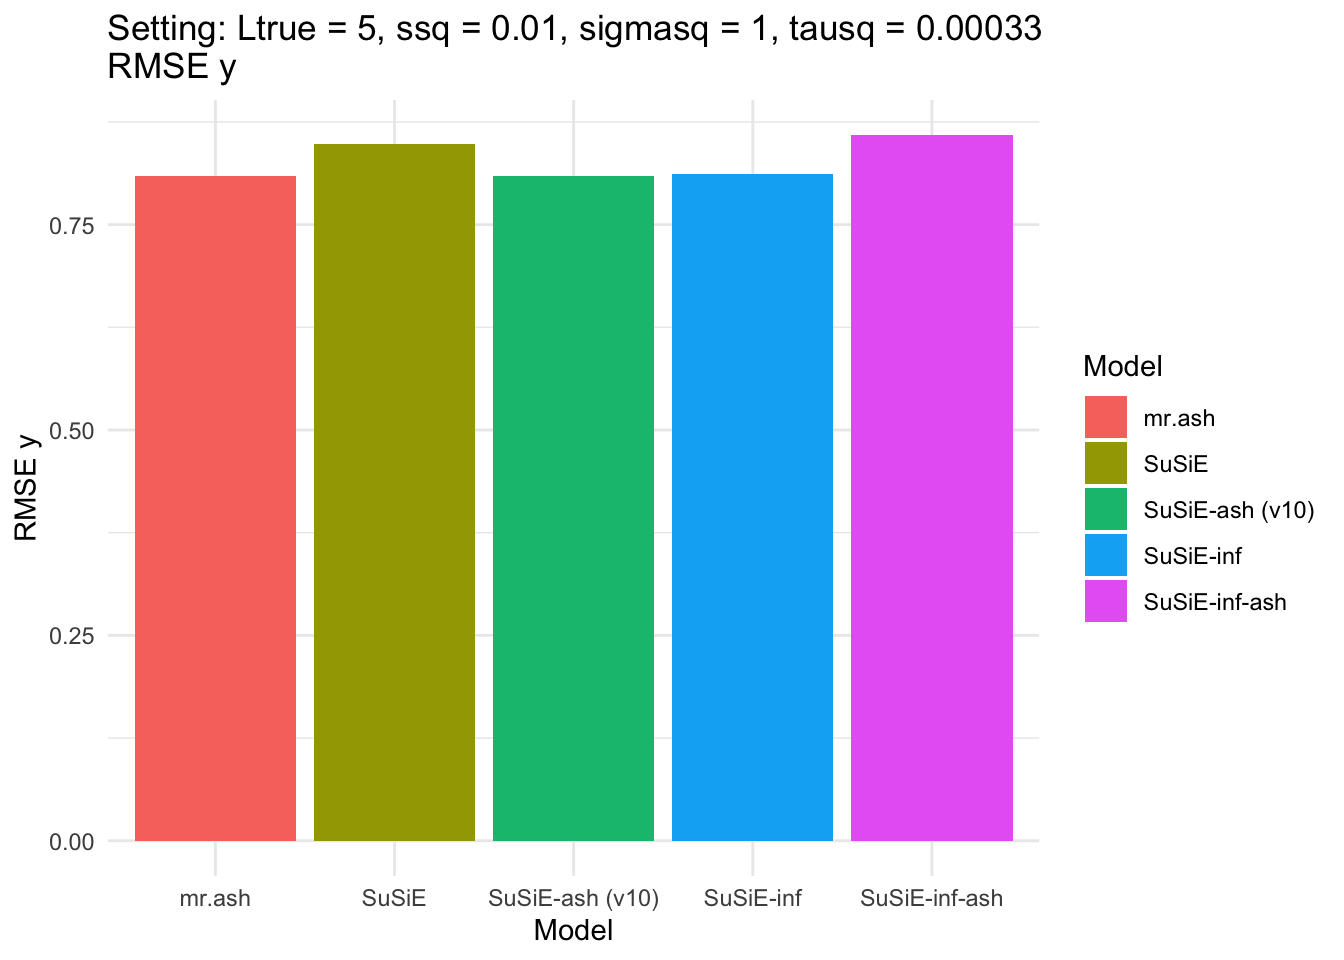 Setting: Ltrue = 5, ssq = 0.01, sigmasq = 1, tausq = 0.00033
RMSE y
RMSE y
0.75
0.50
0.25
0.00
mr.ash
SuSiE
SuSiE-ash (v10)
SuSiE-inf
SuSiE-inf-ash
Model
Model
mr.ash
SuSiE
SuSiE-ash (v10)
SuSiE-inf
SuSiE-inf-ash